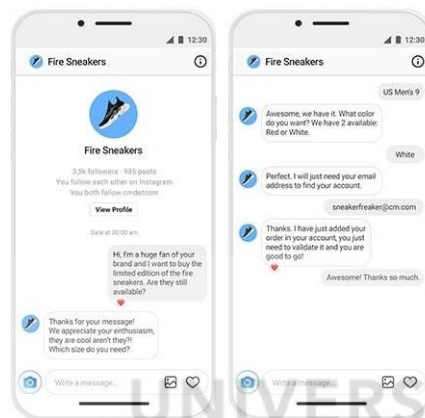 12:30
Fire Sneakers
Fire Sneakers
3,5k followers · 985 posts
You follow each other on Instagram
You both follow cmdotcom
View Profile
Date at 00:00 am
Hi, I'm a huge fan of your
brand and I want to buy the
limited edition of the fire
sneakers. Are they still
available?
Thanks for your message!
We appreciate your enthusiasm,
they are cool aren't they?!
Which size do you need?
Write a message...
12:30
Fire Sneakers
US Men's 9
Awesome, we have it. What color
do you want? We have 2 available:
Red or White.
White
Perfect. I will just need your email
address to find your account.
sneakerfreaker@cm.com
Thanks. I have just added your
order in your account, you just
need to validate it and you are
good to go!
Awesome! Thanks so much.
Write a message...
UNIVERS